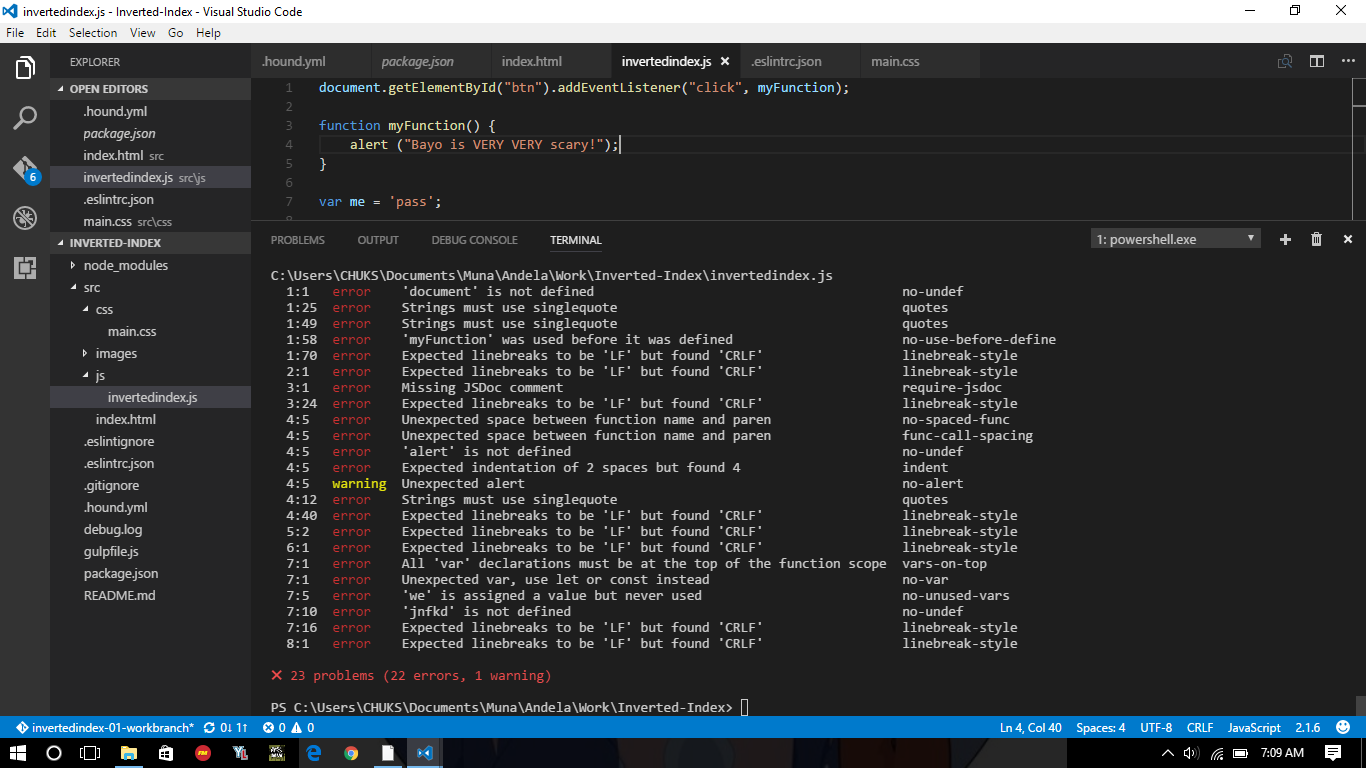 invertedindex.js - Inverted-Index - Visual Studio Code
File Edit Selection View Go Help
EXPLORER
OPEN EDITORS
.hound.yml
package.json
index.html src
invertedindex.js src\js
.eslintrc.json
main.css src\css
INVERTED-INDEX
node_modules
src
css
main.css
images
js
invertedindex.js
index.html
.eslintignore
.eslintrc.json
.gitignore
.hound.yml
debug.log
gulpfile.js
package.json
README.md
6
.hound.yml package.json index.html invertedindex.js .eslintrc.json main.css
1 document.getElementById("btn").addEventListener("click", myFunction);
2
3 function myFunction() {
4 alert ("Bayo is VERY VERY scary!");
5 }
6
7 var me = 'pass';
8
PROBLEMS OUTPUT DEBUG CONSOLE TERMINAL 1: powershell.exe
C:\Users\CHUKS\Documents\Muna\Andela\Work\Inverted-Index\invertedindex.js
1:1 error 'document' is not defined no-undef
1:25 error Strings must use singlequote quotes
1:49 error Strings must use singlequote quotes
1:58 error 'myFunction' was used before it was defined no-use-before-define
1:70 error Expected linebreaks to be 'LF' but found 'CRLF' linebreak-style
2:1 error Expected linebreaks to be 'LF' but found 'CRLF' linebreak-style
3:1 error Missing JSDoc comment require-jsdoc
3:24 error Expected linebreaks to be 'LF' but found 'CRLF' linebreak-style
4:5 error Unexpected space between function name and paren no-spaced-func
4:5 error Unexpected space between function name and paren func-call-spacing
4:5 error 'alert' is not defined no-undef
4:5 error Expected indentation of 2 spaces but found 4 indent
4:5 warning Unexpected alert no-alert
4:12 error Strings must use singlequote quotes
4:40 error Expected linebreaks to be 'LF' but found 'CRLF' linebreak-style
5:2 error Expected linebreaks to be 'LF' but found 'CRLF' linebreak-style
6:1 error Expected linebreaks to be 'LF' but found 'CRLF' linebreak-style
7:1 error All 'var' declarations must be at the top of the function scope vars-on-top
7:1 error Unexpected var, use let or const instead no-var
7:5 error 'we' is assigned a value but never used no-unused-vars
7:10 error 'jnfkd' is not defined no-undef
7:16 error Expected linebreaks to be 'LF' but found 'CRLF' linebreak-style
8:1 error Expected linebreaks to be 'LF' but found 'CRLF' linebreak-style
✕ 23 problems (22 errors, 1 warning)
PS C:\Users\CHUKS\Documents\Muna\Andela\Work\Inverted-Index>
invertedindex-01-workbranch* 0↓ 1↑ 0 0 Ln 4, Col 40 Spaces: 4 UTF-8 CRLF JavaScript 2.1.6
7:09 AM